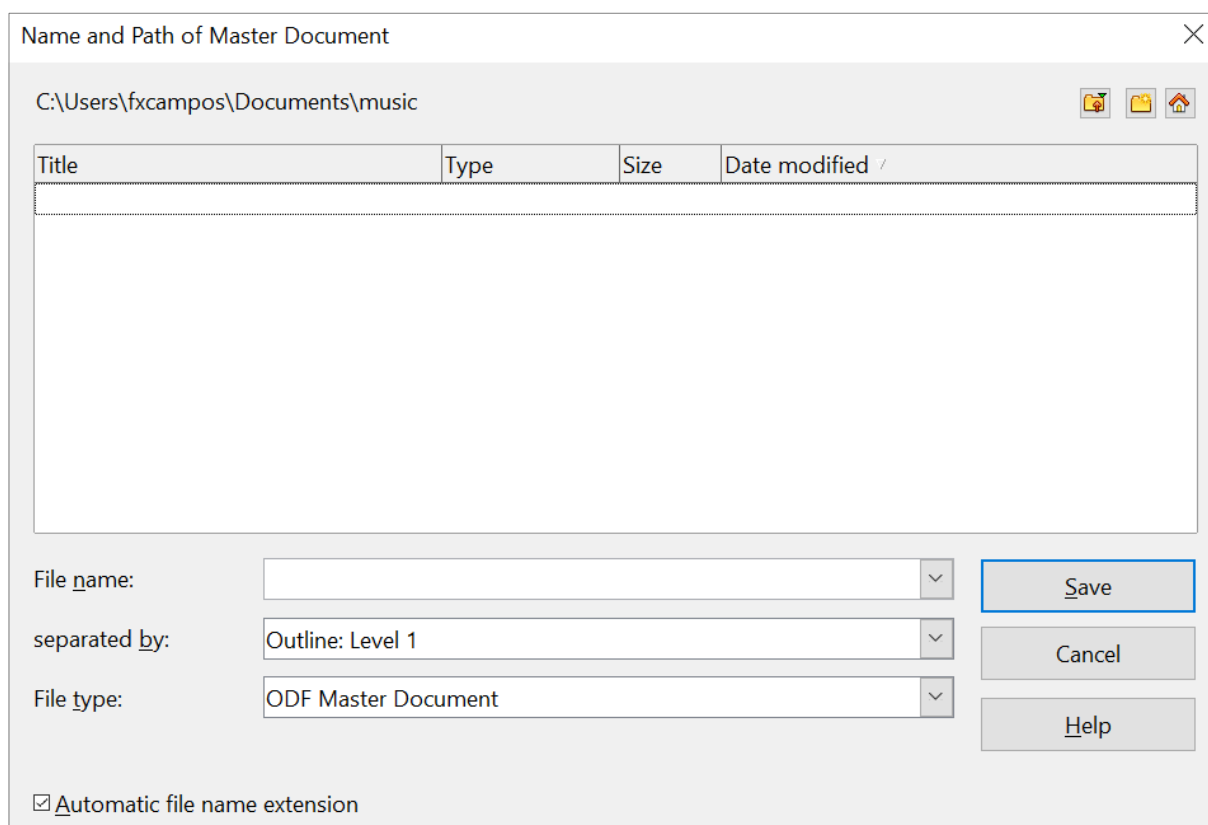 Name and Path of Master Document
C:\Users\fxcampos\Documents\music
Title Type Size Date modified
File name:
Save
separated by: Outline: Level 1
Cancel
File type: ODF Master Document
Help
Automatic file name extension